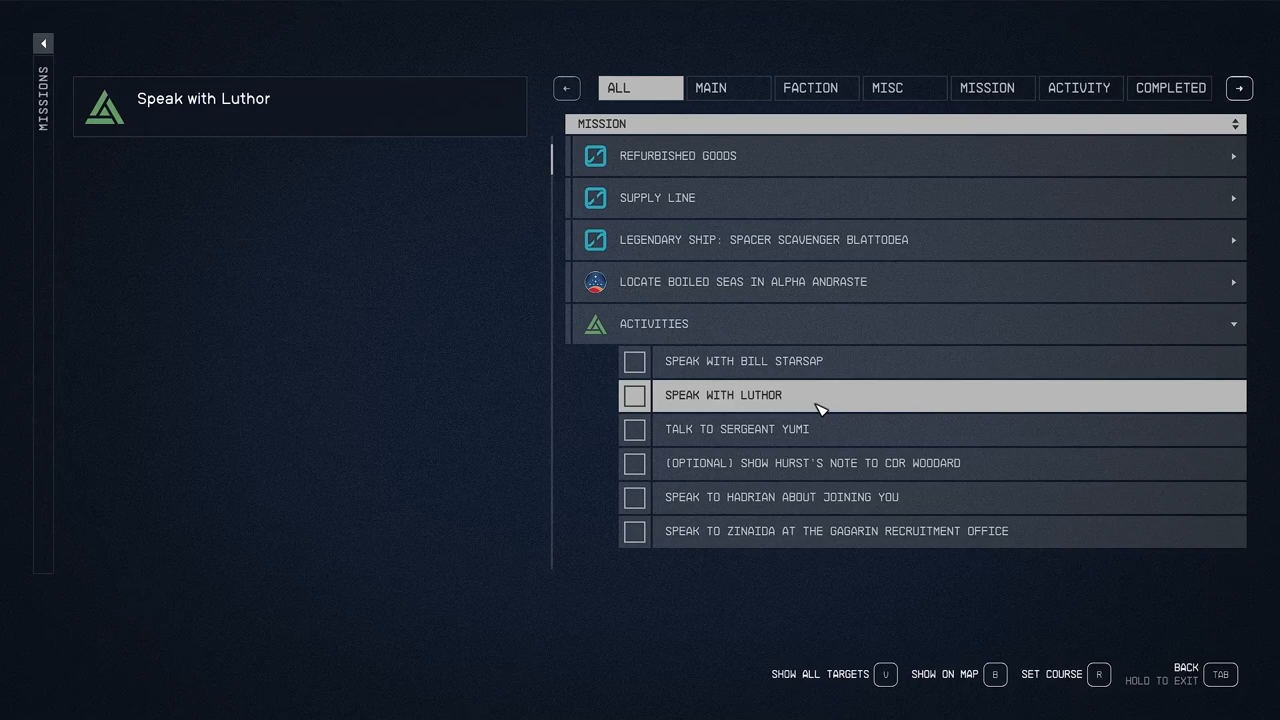 MISSIONS
Speak with Luthor
ALL MAIN FACTION MISC MISSION ACTIVITY COMPLETED
MISSION
REFURBISHED GOODS
SUPPLY LINE
LEGENDARY SHIP: SPACER SCAVENGER BLATTODEA
LOCATE BOILED SEAS IN ALPHA ANDRASTE
ACTIVITIES
SPEAK WITH BILL STARSAP
SPEAK WITH LUTHOR
TALK TO SERGEANT YUMI
(OPTIONAL) SHOW HURST'S NOTE TO CDR WOODARD
SPEAK TO HADRIAN ABOUT JOINING YOU
SPEAK TO ZINAIDA AT THE GAGARIN RECRUITMENT OFFICE
SHOW ALL TARGETS V SHOW ON MAP B SET COURSE R BACK TAB
HOLD TO EXIT